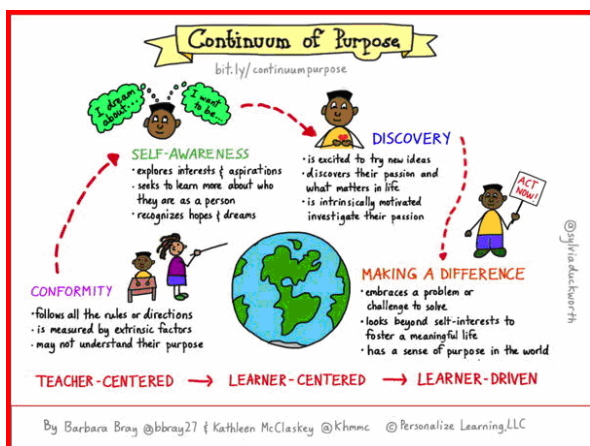 Continuum of Purpose
bit.ly/continuumpurpose
I dream
about...
I want
to be...
SELF-AWARENESS
• explores interests & aspirations
• seeks to learn more about who
they are as a person
• recognizes hopes & dreams
DISCOVERY
• is excited to try new ideas
• discovers their passion and
what matters in life
• is intrinsically motivated
investigate their passion
ACT
NOW!
CONFORMITY
• follows all the rules or directions
• is measured by extrinsic factors
• may not understand their purpose
MAKING A DIFFERENCE
• embraces a problem or
challenge to solve
• looks beyond self-interests to
foster a meaningful life
• has a sense of purpose in the world
@sylviaduckworth
TEACHER-CENTERED → LEARNER-CENTERED → LEARNER-DRIVEN
By Barbara Bray @bbray27 & Kathleen McClaskey @khmmc © Personalize Learning, LLC